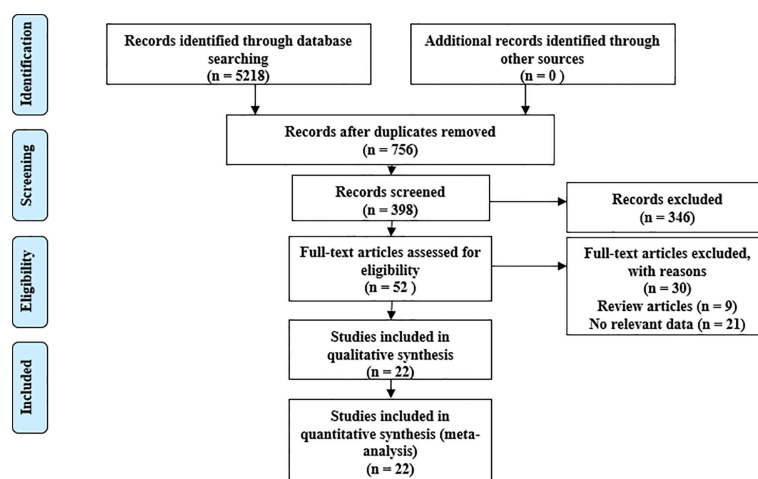 Identification
Records identified through database
searching
(n = 5218)
Additional records identified through
other sources
(n = 0 )
Records after duplicates removed
(n = 756)
Screening
Records screened
(n = 398)
Records excluded
(n = 346)
Eligibility
Full-text articles assessed for
eligibility
(n = 52 )
Full-text articles excluded,
with reasons
(n = 30)
Review articles (n = 9)
No relevant data (n = 21)
Included
Studies included in
qualitative synthesis
(n = 22)
Studies included in
quantitative synthesis (meta-
analysis)
(n = 22)